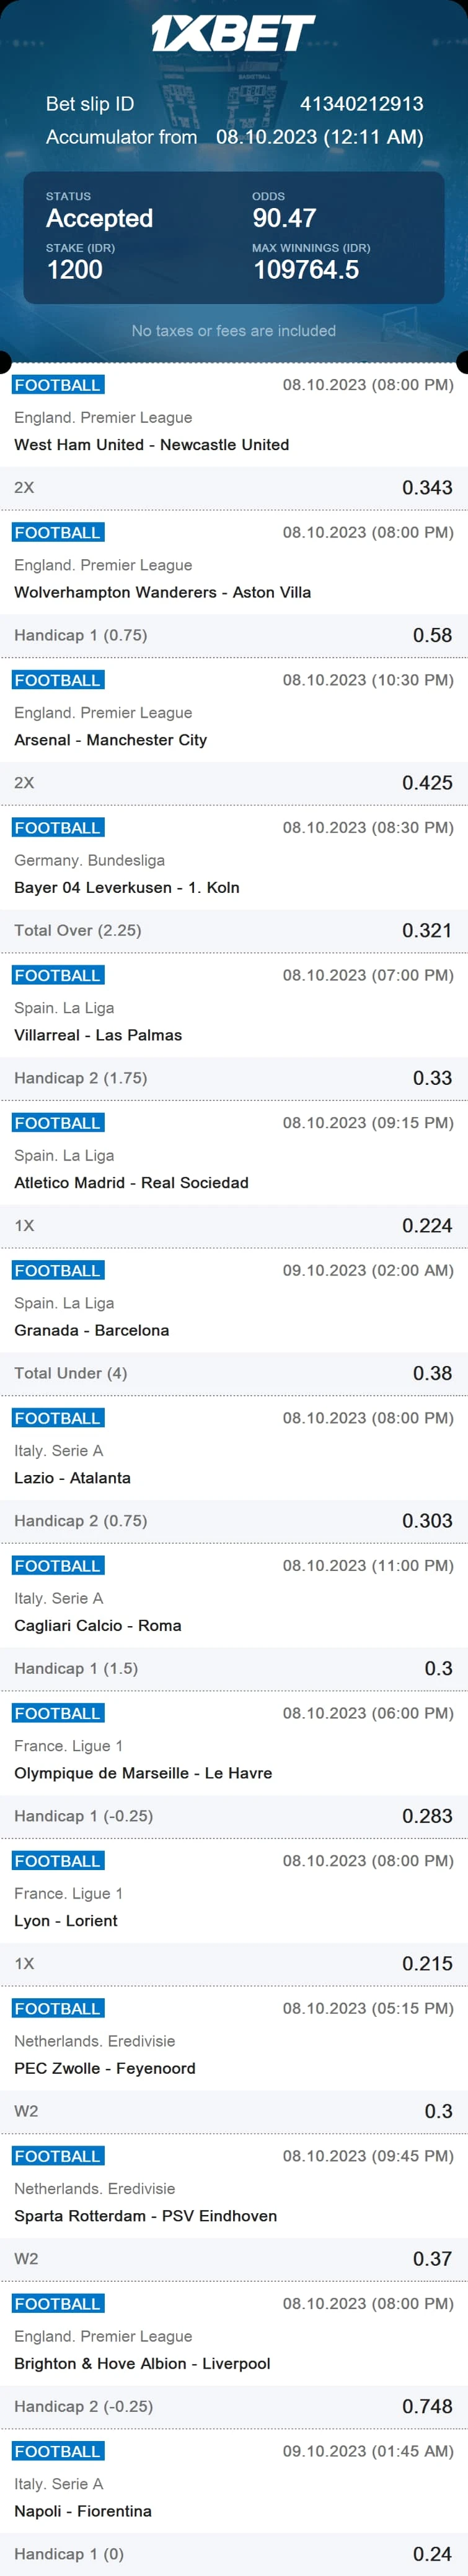 1XBET
Bet slip ID 41340212913
Accumulator from 08.10.2023 (12:11 AM)
STATUS ODDS
Accepted 90.47
STAKE (IDR) MAX WINNINGS (IDR)
1200 109764.5
No taxes or fees are included
FOOTBALL 08.10.2023 (08:00 PM)
England. Premier League
West Ham United - Newcastle United
2X 0.343
FOOTBALL 08.10.2023 (08:00 PM)
England. Premier League
Wolverhampton Wanderers - Aston Villa
Handicap 1 (0.75) 0.58
FOOTBALL 08.10.2023 (10:30 PM)
England. Premier League
Arsenal - Manchester City
2X 0.425
FOOTBALL 08.10.2023 (08:30 PM)
Germany. Bundesliga
Bayer 04 Leverkusen - 1. Koln
Total Over (2.25) 0.321
FOOTBALL 08.10.2023 (07:00 PM)
Spain. La Liga
Villarreal - Las Palmas
Handicap 2 (1.75) 0.33
FOOTBALL 08.10.2023 (09:15 PM)
Spain. La Liga
Atletico Madrid - Real Sociedad
1X 0.224
FOOTBALL 09.10.2023 (02:00 AM)
Spain. La Liga
Granada - Barcelona
Total Under (4) 0.38
FOOTBALL 08.10.2023 (08:00 PM)
Italy. Serie A
Lazio - Atalanta
Handicap 2 (0.75) 0.303
FOOTBALL 08.10.2023 (11:00 PM)
Italy. Serie A
Cagliari Calcio - Roma
Handicap 1 (1.5) 0.3
FOOTBALL 08.10.2023 (06:00 PM)
France. Ligue 1
Olympique de Marseille - Le Havre
Handicap 1 (-0.25) 0.283
FOOTBALL 08.10.2023 (08:00 PM)
France. Ligue 1
Lyon - Lorient
1X 0.215
FOOTBALL 08.10.2023 (05:15 PM)
Netherlands. Eredivisie
PEC Zwolle - Feyenoord
W2 0.3
FOOTBALL 08.10.2023 (09:45 PM)
Netherlands. Eredivisie
Sparta Rotterdam - PSV Eindhoven
W2 0.37
FOOTBALL 08.10.2023 (08:00 PM)
England. Premier League
Brighton & Hove Albion - Liverpool
Handicap 2 (-0.25) 0.748
FOOTBALL 09.10.2023 (01:45 AM)
Italy. Serie A
Napoli - Fiorentina
Handicap 1 (0) 0.24